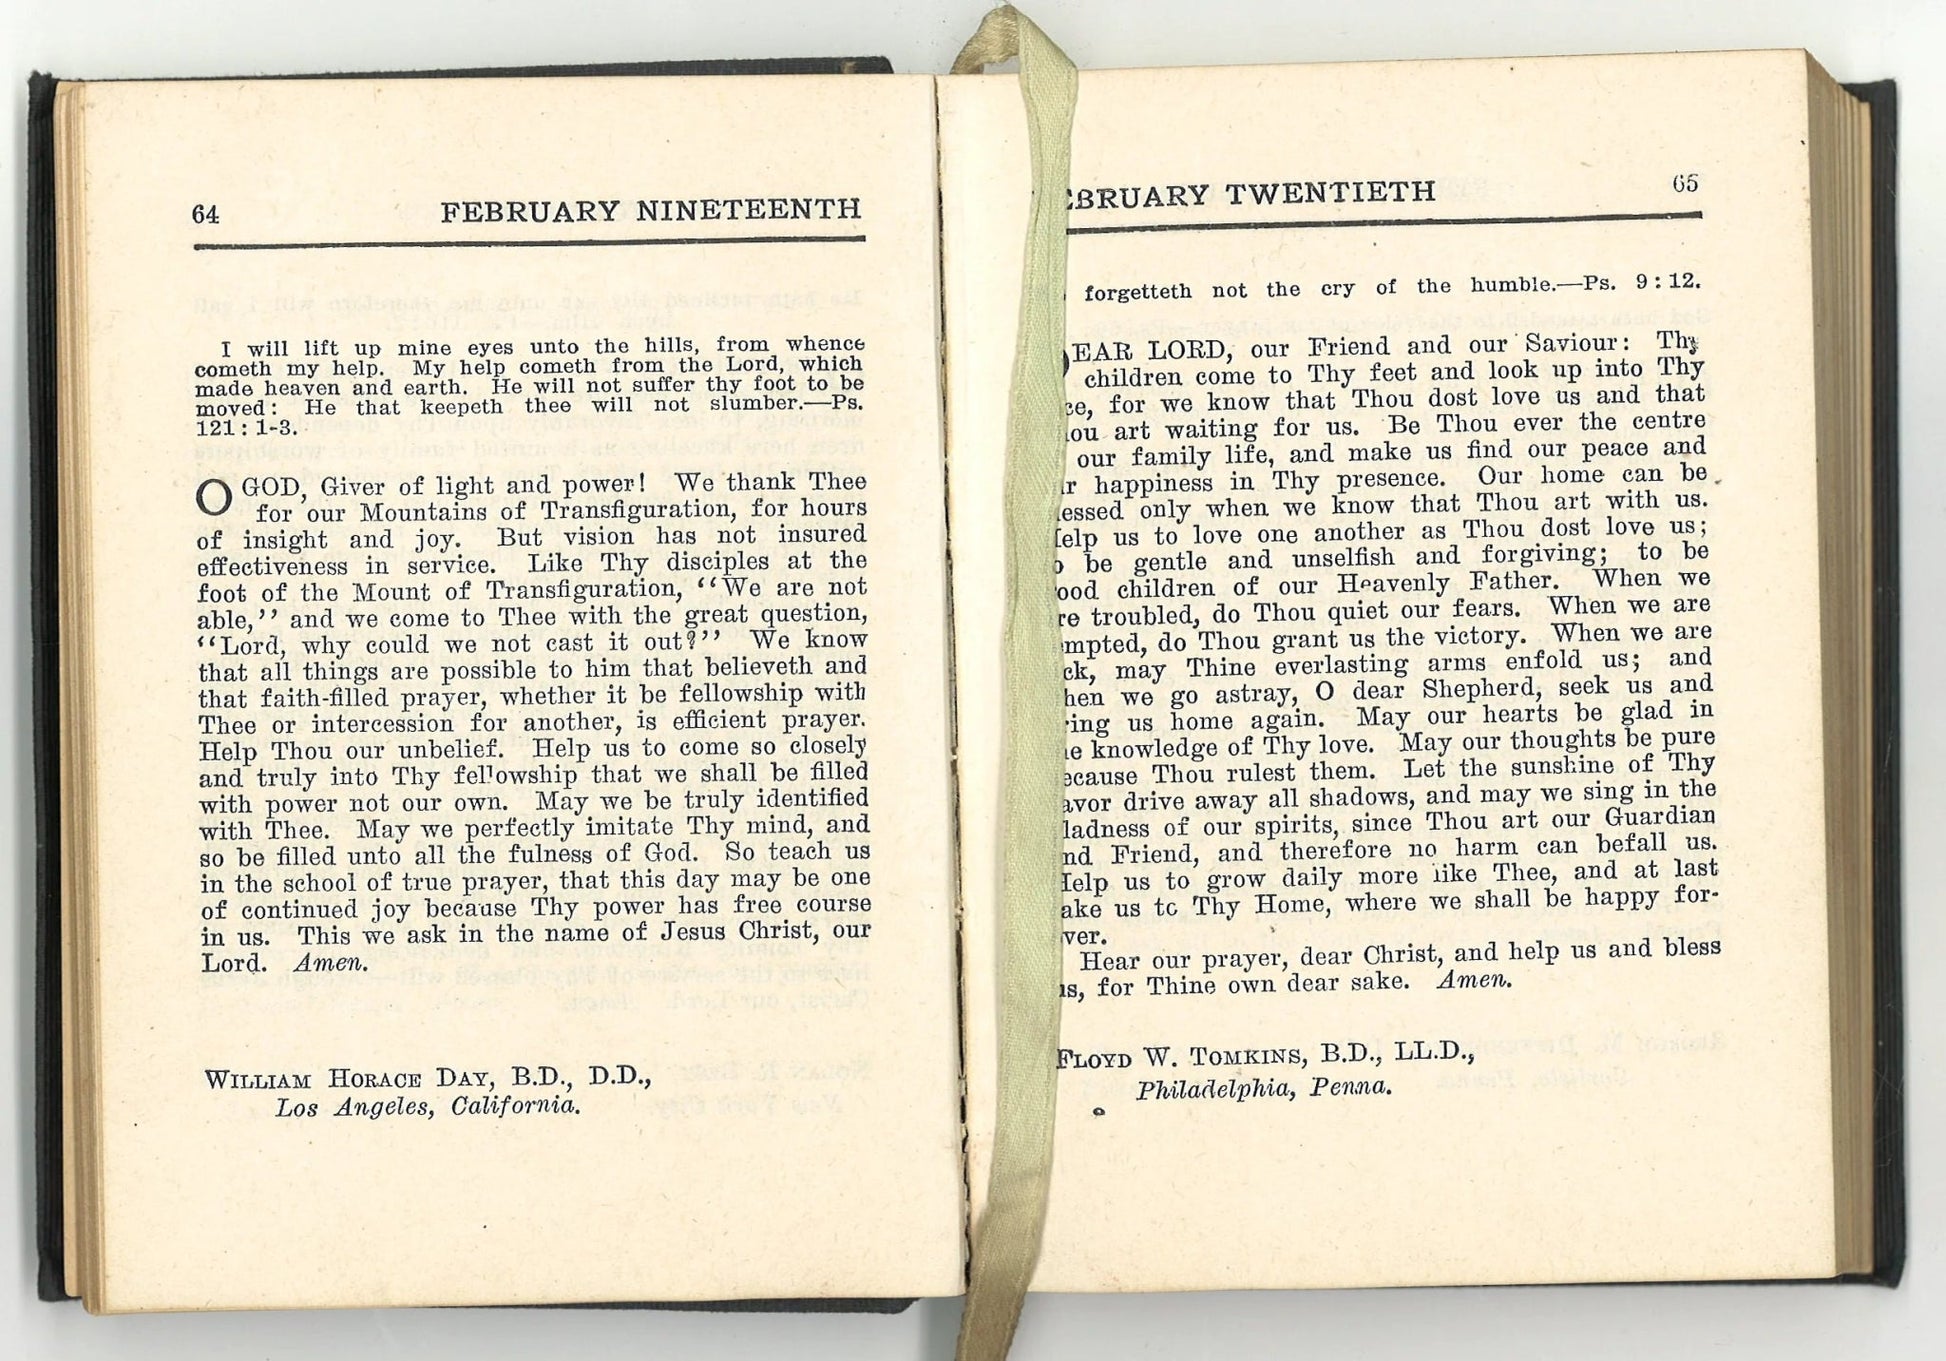 64 FEBRUARY NINETEENTH
I will lift up mine eyes unto the hills, from whence
cometh my help. My help cometh from the Lord, which
made heaven and earth. He will not suffer thy foot to be
moved: He that keepeth thee will not slumber.—Ps.
121: 1-3.
O GOD, Giver of light and power! We thank Thee
for our Mountains of Transfiguration, for hours
of insight and joy. But vision has not insured
effectiveness in service. Like Thy disciples at the
foot of the Mount of Transfiguration, "We are not
able," and we come to Thee with the great question,
"Lord, why could we not cast it out?" We know
that all things are possible to him that believeth and
that faith-filled prayer, whether it be fellowship with
Thee or intercession for another, is efficient prayer.
Help Thou our unbelief. Help us to come so closely
and truly into Thy fellowship that we shall be filled
with power not our own. May we be truly identified
with Thee. May we perfectly imitate Thy mind, and
so be filled unto all the fulness of God. So teach us
in the school of true prayer, that this day may be one
of continued joy because Thy power has free course
in us. This we ask in the name of Jesus Christ, our
Lord. Amen.
WILLIAM HORACE DAY, B.D., D.D.,
Los Angeles, California.
EBRUARY TWENTIETH 65
forgetteth not the cry of the humble.—Ps. 9:12.
EAR LORD, our Friend and our Saviour: Thy
children come to Thy feet and look up into Thy
ce, for we know that Thou dost love us and that
ou art waiting for us. Be Thou ever the centre
our family life, and make us find our peace and
r happiness in Thy presence. Our home can be
essed only when we know that Thou art with us.
elp us to love one another as Thou dost love us;
be gentle and unselfish and forgiving; to be
ood children of our Heavenly Father. When we
re troubled, do Thou quiet our fears. When we are
mpted, do Thou grant us the victory. When we are
ck, may Thine everlasting arms enfold us; and
hen we go astray, O dear Shepherd, seek us and
ring us home again. May our hearts be glad in
e knowledge of Thy love. May our thoughts be pure
ecause Thou rulest them. Let the sunshine of Thy
avor drive away all shadows, and may we sing in the
ladness of our spirits, since Thou art our Guardian
nd Friend, and therefore no harm can befall us.
elp us to grow daily more like Thee, and at last
ake us to Thy Home, where we shall be happy for-
ver.
Hear our prayer, dear Christ, and help us and bless
us, for Thine own dear sake. Amen.
FLOYD W. TOMKINS, B.D., LL.D.,
Philadelphia, Penna.